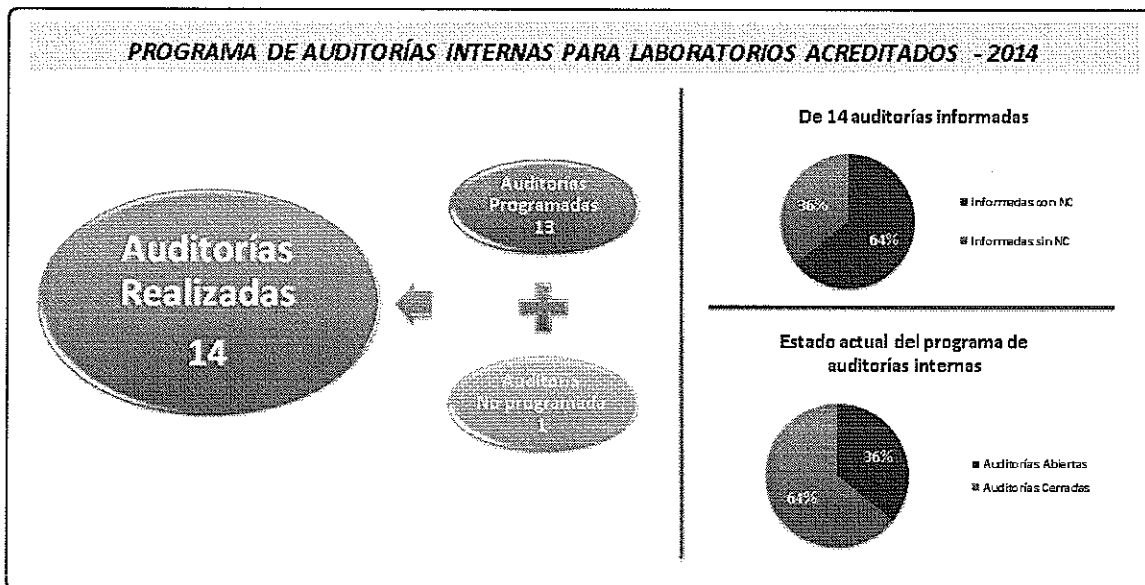 PROGRAMA DE AUDITORÍAS INTERNAS PARA LABORATORIOS ACREDITADOS - 2014
Auditorías
Realizadas
14
Auditorías
Programadas
13
Auditoría
No programada
1
De 14 auditorías informadas
36%
64%
Informadas con NC
Informadas sin NC
Estado actual del programa de
auditorías internas
36%
64%
Auditorías Abiertas
Auditorías Cerradas